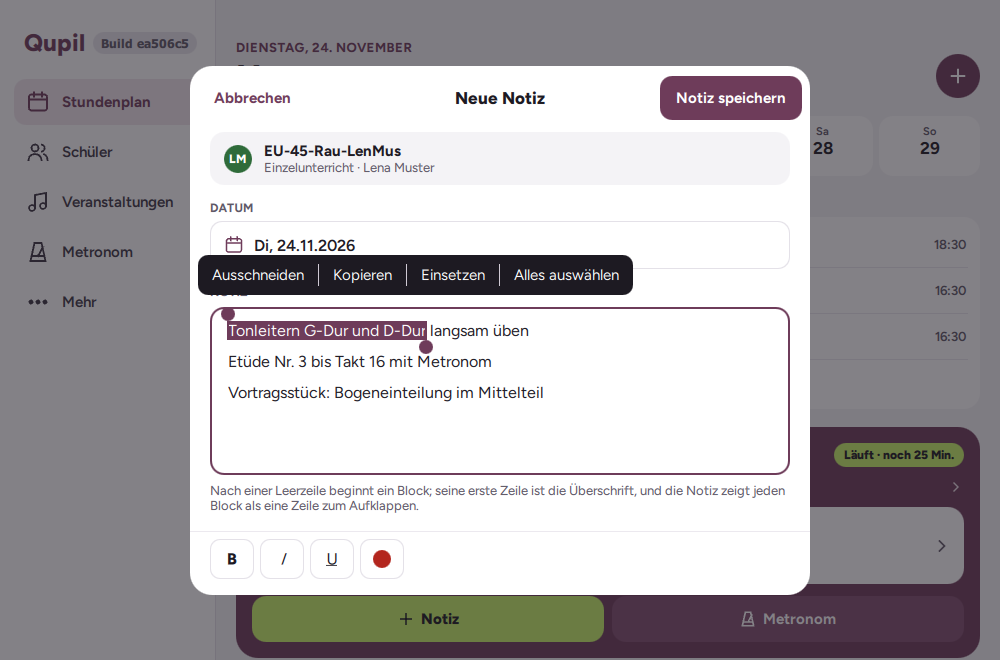 Qupil Build ea506c5
Stundenplan
Schüler
Veranstaltungen
Metronom
Mehr
DIENSTAG, 24. NOVEMBER
Sa
28
So
29
18:30
16:30
16:30
Läuft · noch 25 Min.
Abbrechen
Neue Notiz
Notiz speichern
LM
EU-45-Rau-LenMus
Einzelunterricht · Lena Muster
DATUM
Di, 24.11.2026
Ausschneiden
Kopieren
Einsetzen
Alles auswählen
Tonleitern G-Dur und D-Dur langsam üben
Etüde Nr. 3 bis Takt 16 mit Metronom
Vortragsstück: Bogeneinteilung im Mittelteil
Nach einer Leerzeile beginnt ein Block; seine erste Zeile ist die Überschrift, und die Notiz zeigt jeden
Block als eine Zeile zum Aufklappen.
B
I
U
Notiz
Metronom